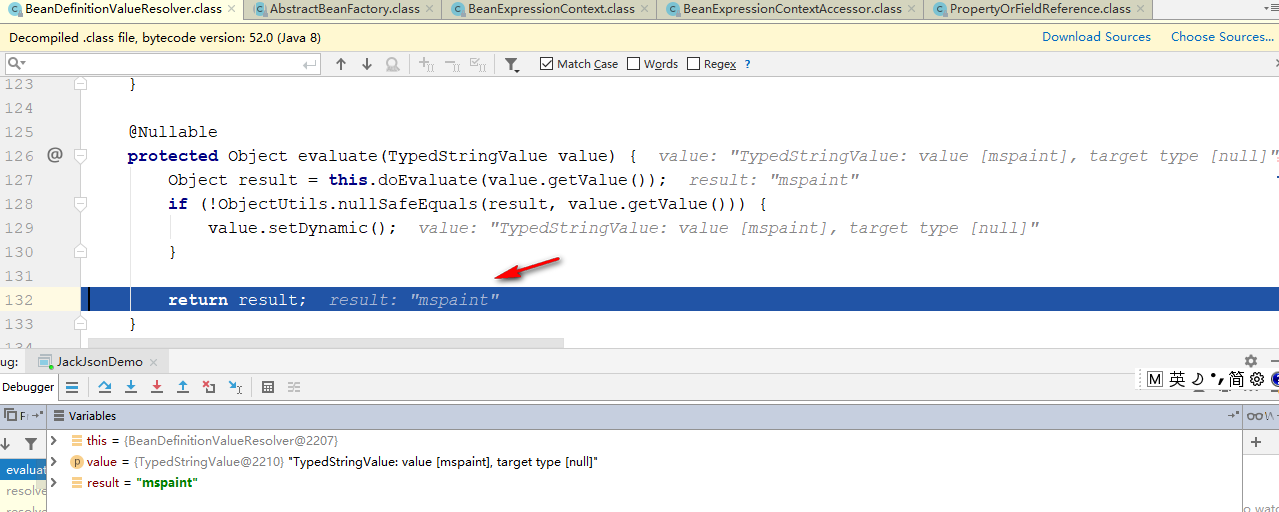 BeanDefinitionValueResolver.class AbstractBeanFactory.class BeanExpressionContext.class BeanExpressionContextAccessor.class PropertyOrFieldReference.class
Decompiled .class file, bytecode version: 52.0 (Java 8) Download Sources Choose Sources...
Match Case Words Regex ?
123 }
124
125 @Nullable
126 @ protected Object evaluate(TypedStringValue value) { value: "TypedStringValue: value [mspaint], target type [null]"
127 Object result = this.doEvaluate(value.getValue()); result: "mspaint"
128 if (!ObjectUtils.nullSafeEquals(result, value.getValue())) {
129 value.setDynamic(); value: "TypedStringValue: value [mspaint], target type [null]"
130 }
131
132 return result; result: "mspaint"
133 }
134
ug: JackJsonDemo
M 英 简
Debugger
F Variables
this = {BeanDefinitionValueResolver@2207}
p value = {TypedStringValue@2210} "TypedStringValue: value [mspaint], target type [null]"
evaluat
result = "mspaint"
resolve
resolve
o wat